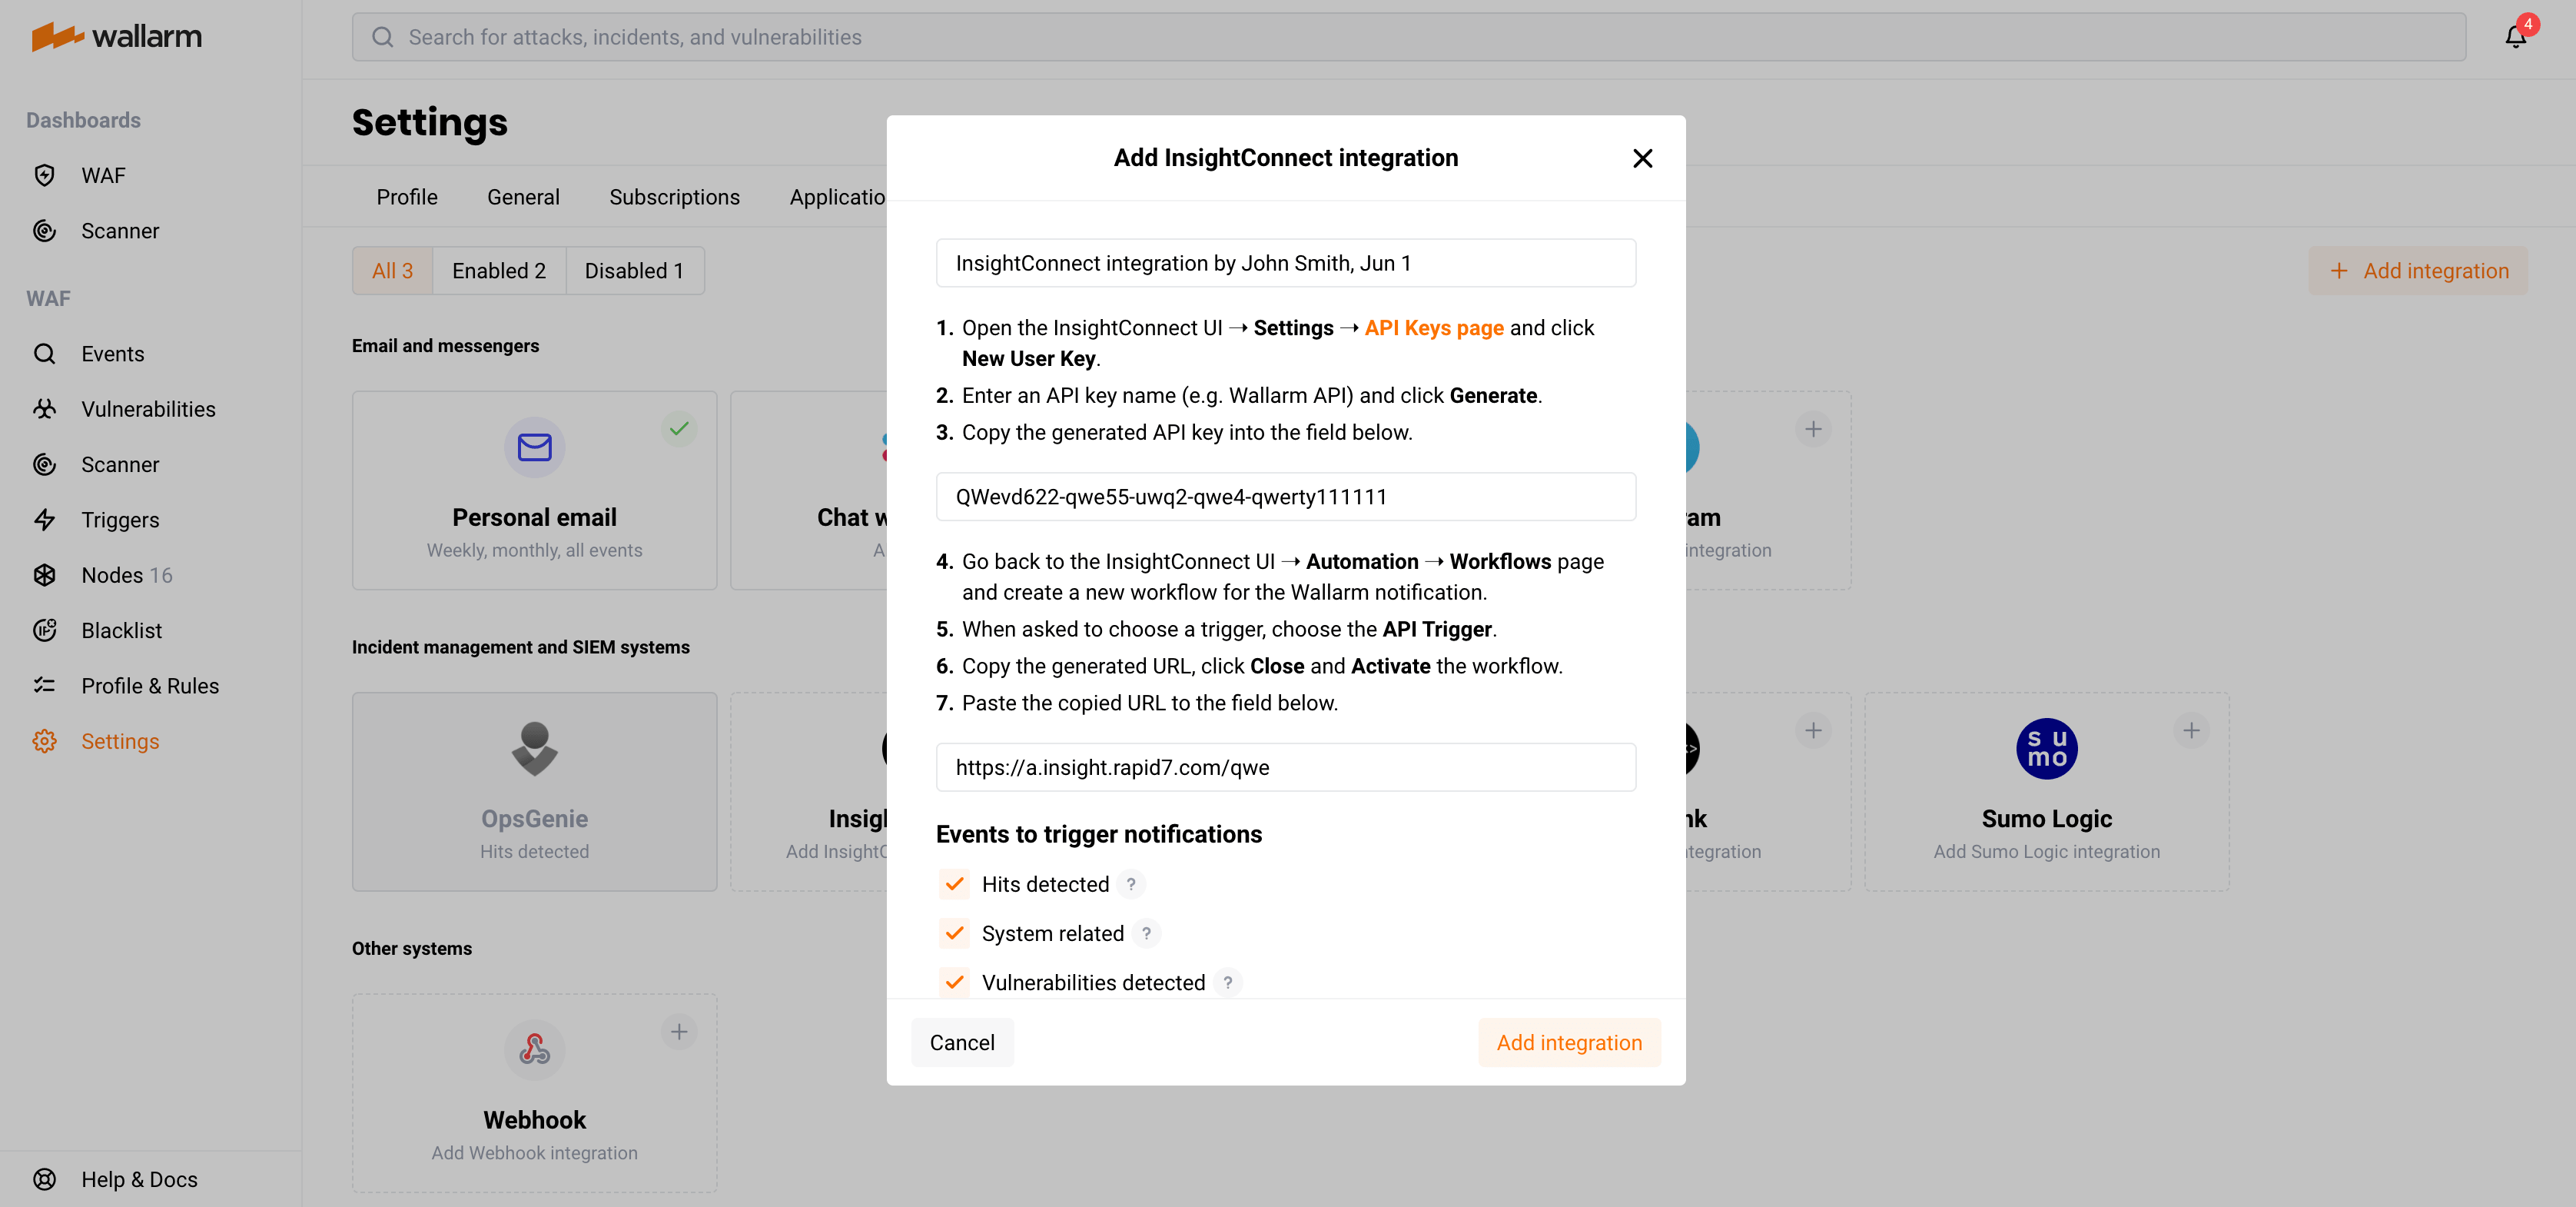 wallarm
Search for attacks, incidents, and vulnerabilities
4
Dashboards
WAF
Scanner
WAF
Events
Vulnerabilities
Scanner
Triggers
Nodes 16
Blacklist
Profile & Rules
Settings
Help & Docs
Settings
Profile General Subscriptions Applicatio
All 3 Enabled 2 Disabled 1
+ Add integration
Email and messengers
Personal email
Weekly, monthly, all events
Chat w
A
am
integration
Incident management and SIEM systems
OpsGenie
Hits detected
Insig
Add InsightC
nk
tegration
sumo
Sumo Logic
Add Sumo Logic integration
Other systems
Webhook
Add Webhook integration
Add InsightConnect integration
InsightConnect integration by John Smith, Jun 1
1. Open the InsightConnect UI → Settings → API Keys page and click
New User Key.
2. Enter an API key name (e.g. Wallarm API) and click Generate.
3. Copy the generated API key into the field below.
QWevd622-qwe55-uwq2-qwe4-qwerty111111
4. Go back to the InsightConnect UI → Automation → Workflows page
and create a new workflow for the Wallarm notification.
5. When asked to choose a trigger, choose the API Trigger.
6. Copy the generated URL, click Close and Activate the workflow.
7. Paste the copied URL to the field below.
https://a.insight.rapid7.com/qwe
Events to trigger notifications
Hits detected ?
System related ?
Vulnerabilities detected ?
Cancel
Add integration